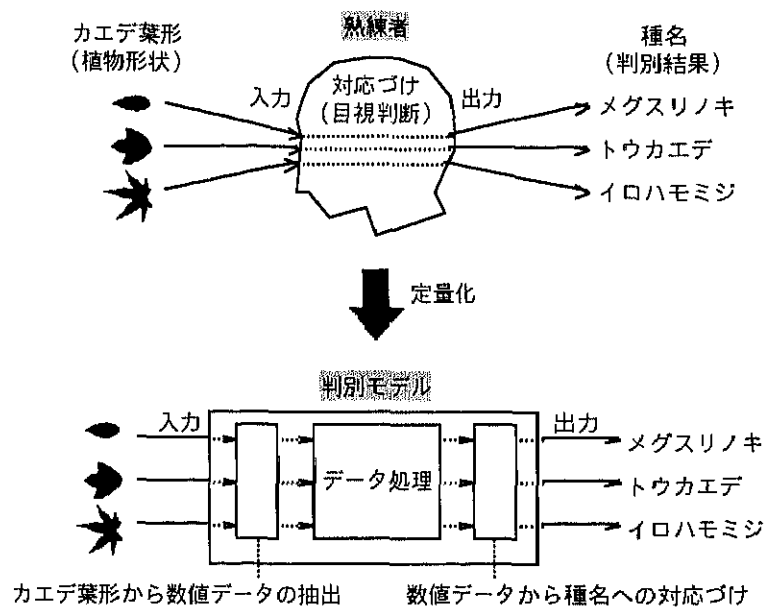 カエデ葉形
(植物形状)
熟練者
種名
(判別結果)
入力
対応づけ
(目視判断)
出力
メグスリノキ
トウカエデ
イロハモミジ
定量化
判別モデル
入力
出力
データ処理
メグスリノキ
トウカエデ
イロハモミジ
カエデ葉形から数値データの抽出
数値データから種名への対応づけ